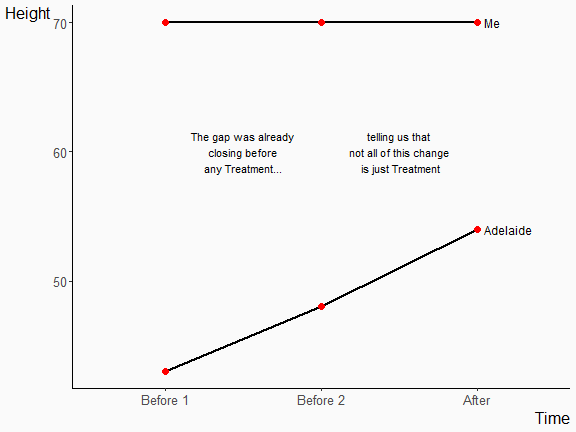 Height
70
Me
The gap was already
closing before
any Treatment...
telling us that
not all of this change
is just Treatment
60
Adelaide
50
Before 1
Before 2
After
Time